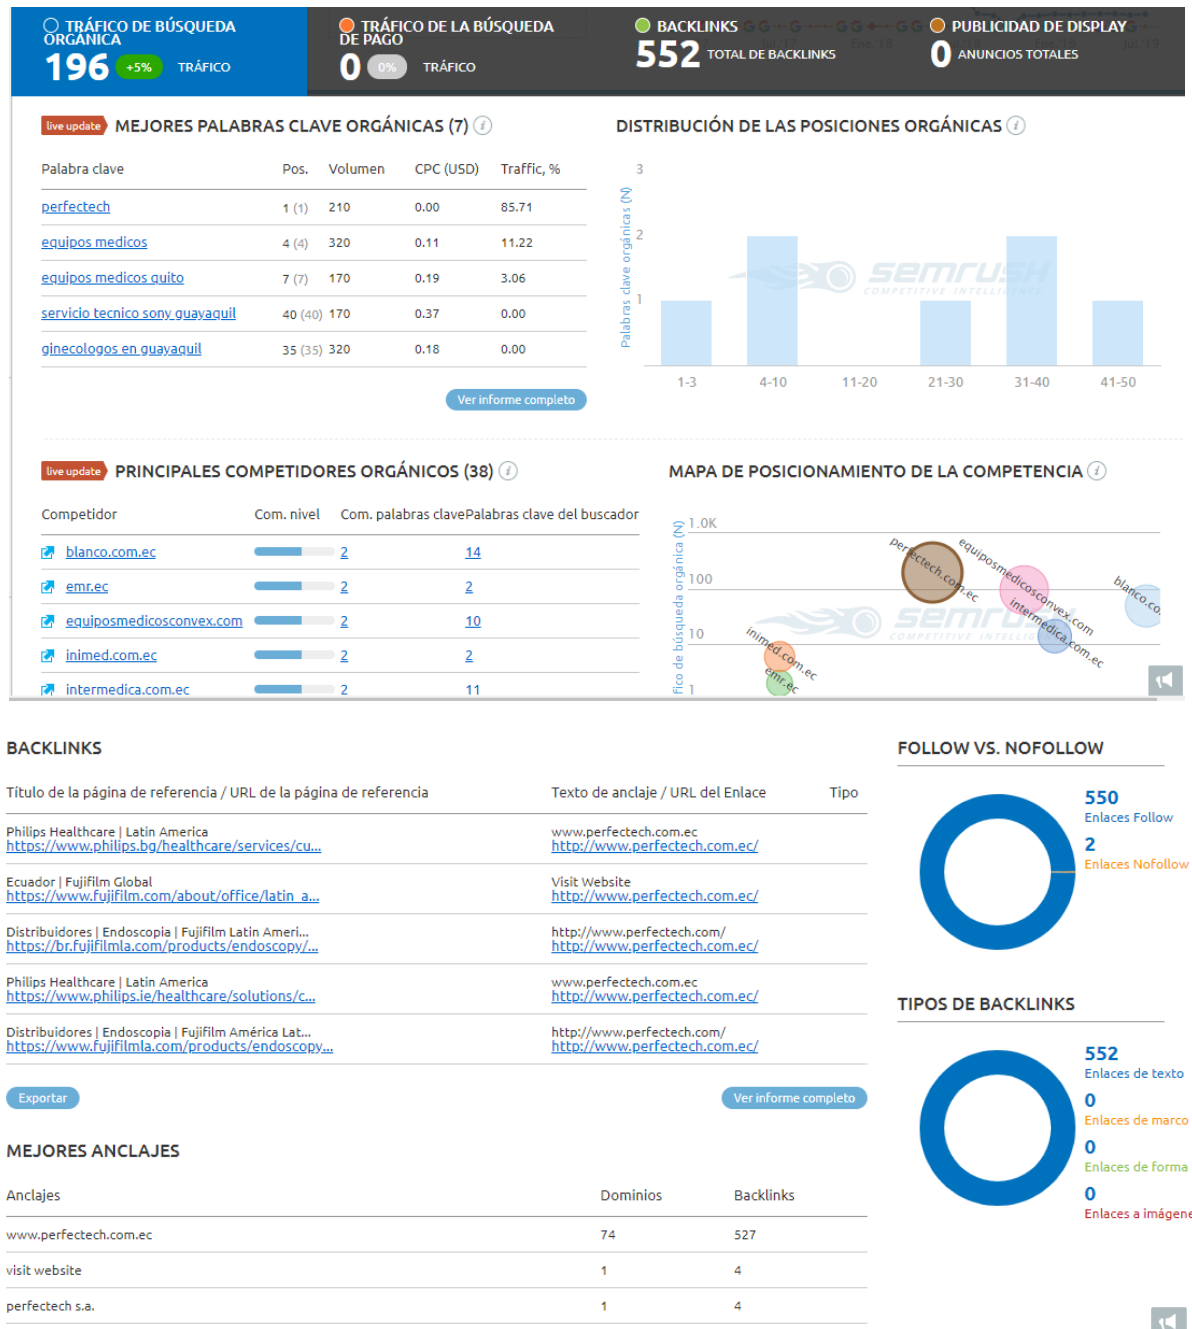 TRÁFICO DE BÚSQUEDA
ORGÁNICA
196 +5% TRÁFICO
TRÁFICO DE LA BÚSQUEDA
DE PAGO
0 0% TRÁFICO
BACKLINKS
552 TOTAL DE BACKLINKS
PUBLICIDAD DE DISPLAY
0 ANUNCIOS TOTALES
live update MEJORES PALABRAS CLAVE ORGÁNICAS (7) i
Palabra clave Pos. Volumen CPC (USD) Traffic, %
perfectech 1 (1) 210 0.00 85.71
equipos medicos 4 (4) 320 0.11 11.22
equipos medicos quito 7 (7) 170 0.19 3.06
servicio tecnico sony guayaquil 40 (40) 170 0.37 0.00
ginecologos en guayaquil 35 (35) 320 0.18 0.00
Ver informe completo
DISTRIBUCIÓN DE LAS POSICIONES ORGÁNICAS i
Palabras clave orgánicas (N)
3
2
1
semrush
COMPETITIVE INTELLIGENCE
1-3 4-10 11-20 21-30 31-40 41-50
live update PRINCIPALES COMPETIDORES ORGÁNICOS (38) i
Competidor Com. nivel Com. palabras clave Palabras clave del buscador
blanco.com.ec 2 14
emr.ec 2 2
equiposmedicosconvex.com 2 10
inimed.com.ec 2 2
intermedica.com.ec 2 11
MAPA DE POSICIONAMIENTO DE LA COMPETENCIA i
fico de búsqueda orgánica (N)
1.0K
100
10
1
perfectech.com.ec
equiposmedicosconvex.com
blanco.co
intermedica.com.ec
inimed.com.ec
emr.ec
semrush
COMPETITIVE INTELLIG
BACKLINKS
Título de la página de referencia / URL de la página de referencia Texto de anclaje / URL del Enlace Tipo
Philips Healthcare | Latin America www.perfectech.com.ec
https://www.philips.bg/healthcare/services/cu... http://www.perfectech.com.ec/
Ecuador | Fujifilm Global Visit Website
https://www.fujifilm.com/about/office/latin_a... http://www.perfectech.com.ec/
Distribuidores | Endoscopia | Fujifilm Latin Ameri... http://www.perfectech.com/
https://br.fujifilmla.com/products/endoscopy/... http://www.perfectech.com.ec/
Philips Healthcare | Latin America www.perfectech.com.ec
https://www.philips.ie/healthcare/solutions/c... http://www.perfectech.com.ec/
Distribuidores | Endoscopia | Fujifilm América Lat... http://www.perfectech.com/
https://www.fujifilmla.com/products/endoscopy... http://www.perfectech.com.ec/
Exportar Ver informe completo
FOLLOW VS. NOFOLLOW
550
Enlaces Follow
2
Enlaces Nofollow
TIPOS DE BACKLINKS
552
Enlaces de texto
0
Enlaces de marco
0
Enlaces de forma
0
Enlaces a imágene
MEJORES ANCLAJES
Anclajes Dominios Backlinks
www.perfectech.com.ec 74 527
visit website 1 4
perfectech s.a. 1 4